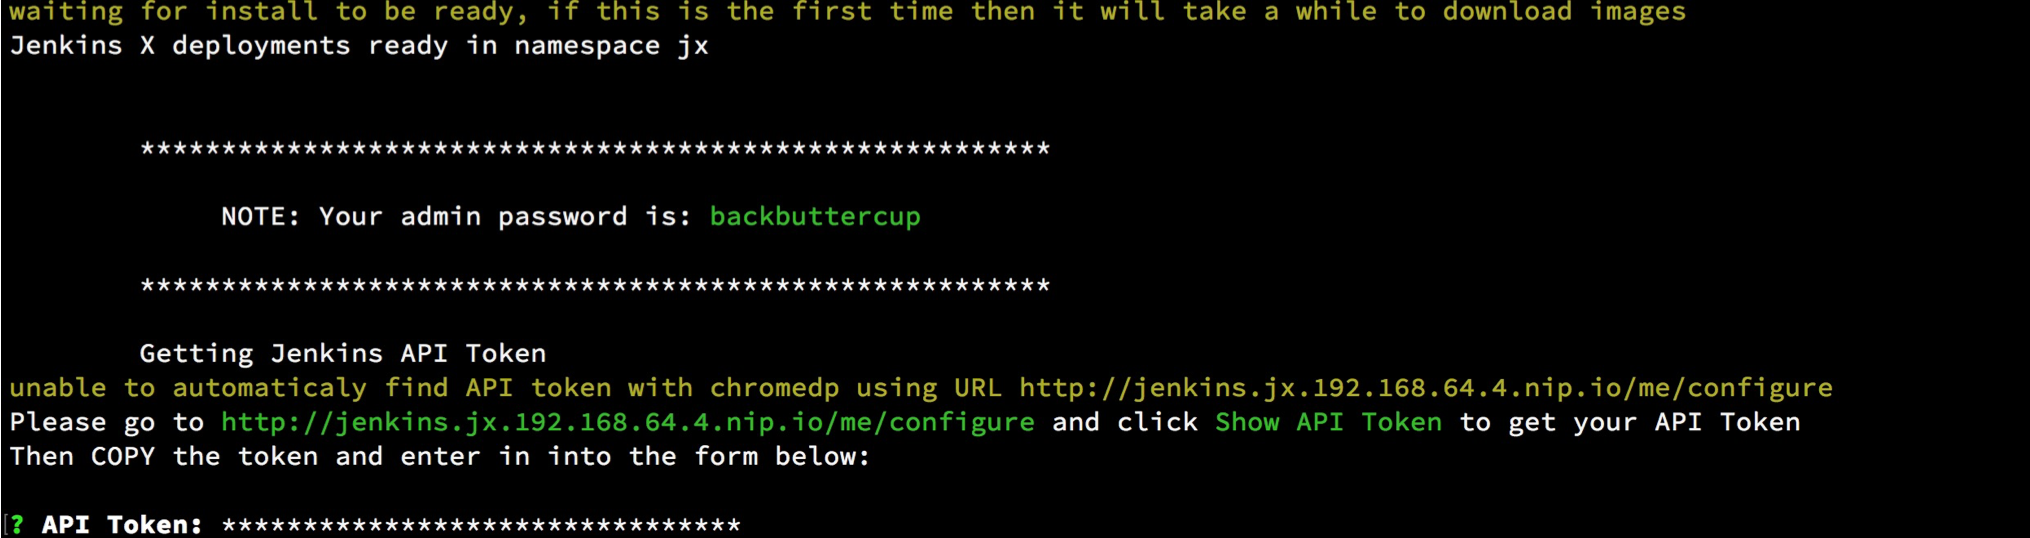 waiting for install to be ready, if this is the first time then it will take a while to download images
Jenkins X deployments ready in namespace jx
********************************************************
NOTE: Your admin password is: backbuttercup
********************************************************
Getting Jenkins API Token
unable to automaticaly find API token with chromedp using URL http://jenkins.jx.192.168.64.4.nip.io/me/configure
Please go to http://jenkins.jx.192.168.64.4.nip.io/me/configure and click Show API Token to get your API Token
Then COPY the token and enter in into the form below:
? API Token: ********************************